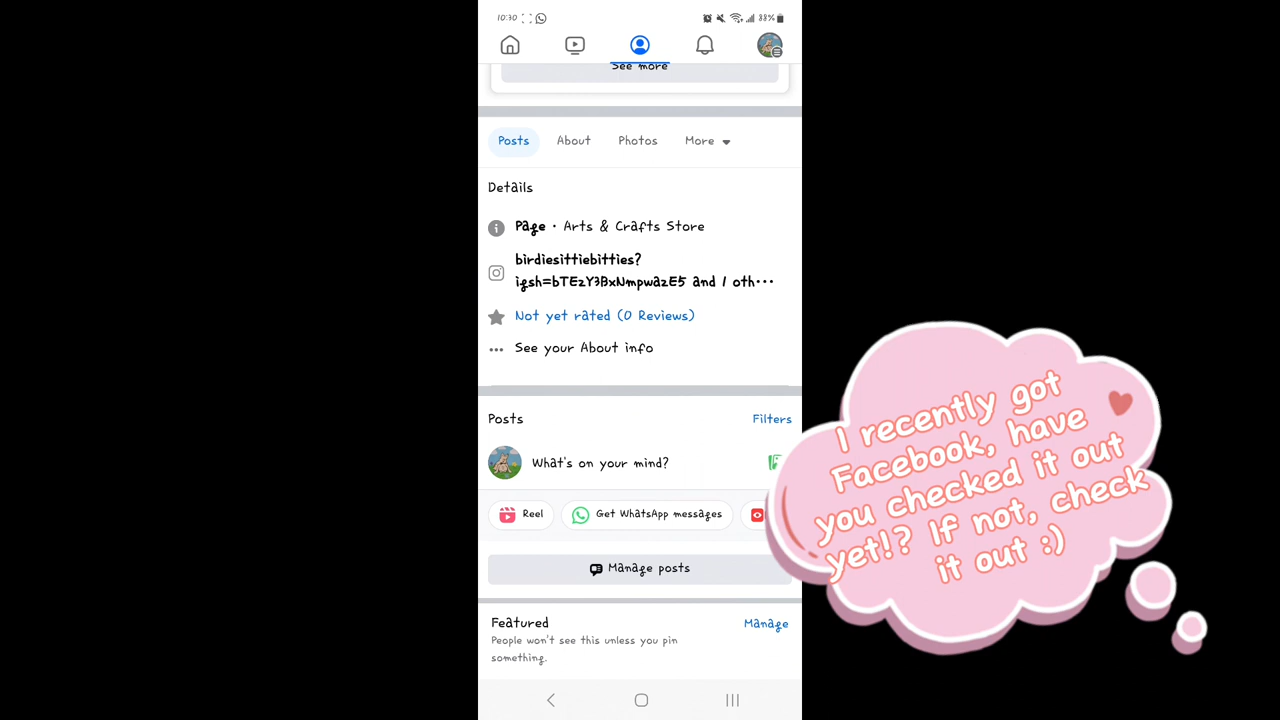 10:30
88%
See more
Posts About Photos More
Details
Page · Arts & Crafts Store
birdiesittiebitties?
igsh=bTEzY3BxNmpwazE5 and 1 oth...
Not yet rated (0 Reviews)
See your About info
Posts Filters
What's on your mind?
Reel Get WhatsApp messages
Manage posts
Featured Manage
People won't see this unless you pin
something.
I recently got
Facebook, have
you checked it out
yet!? If not, check
it out :)